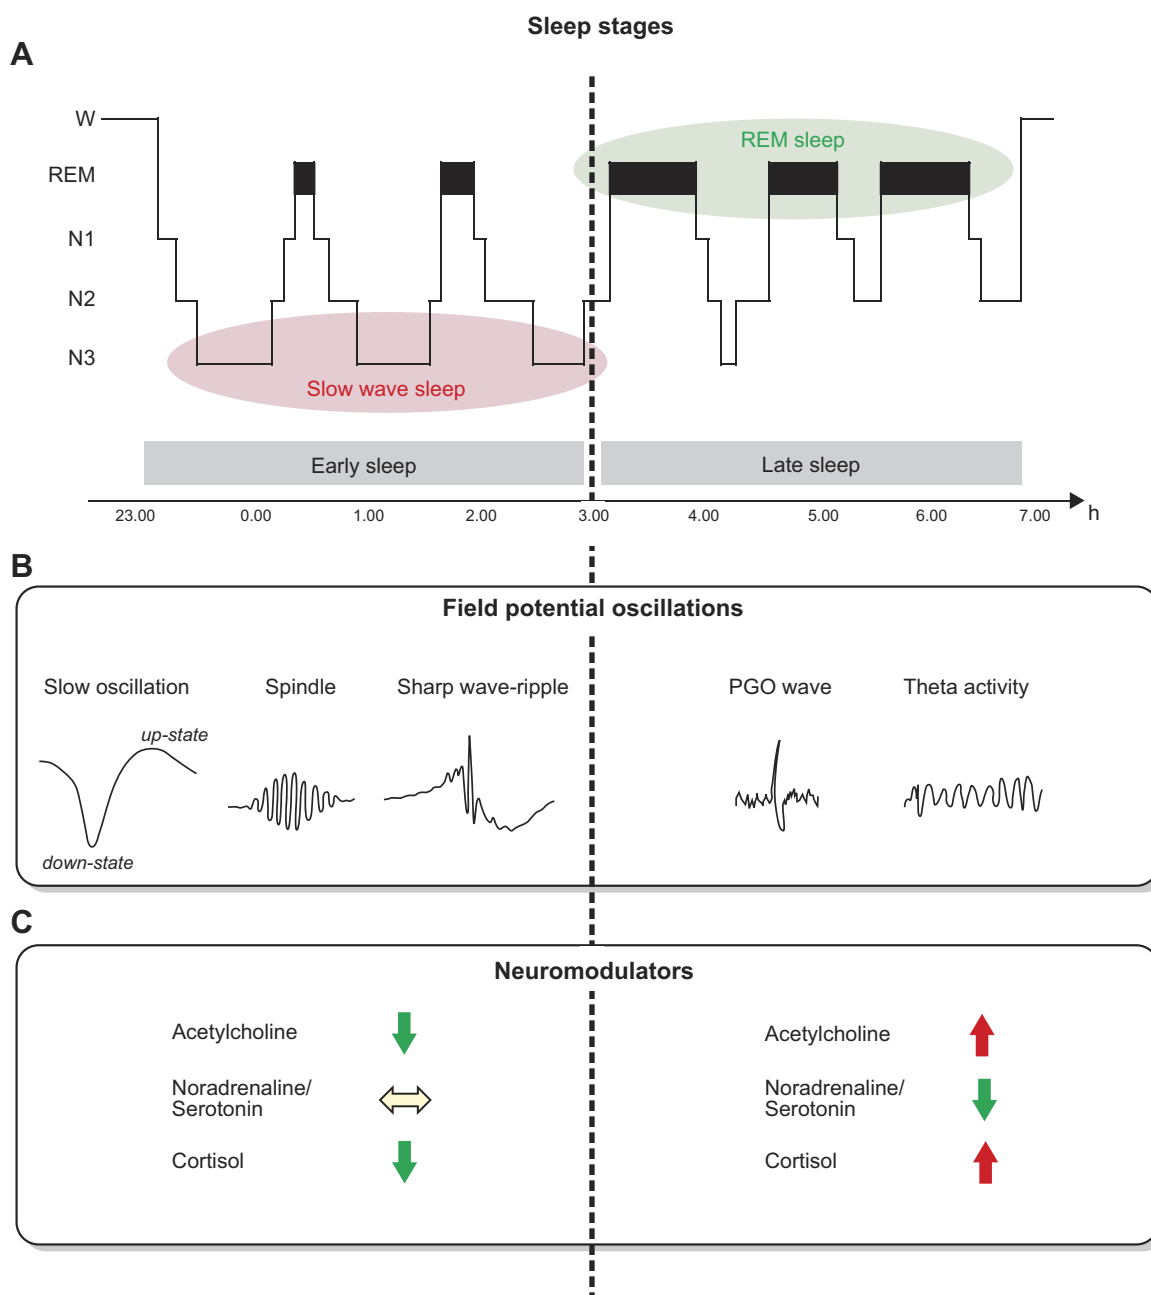 Sleep stages
A
W
REM
N1
N2
N3
REM sleep
Slow wave sleep
Early sleep
Late sleep
23.00 0.00 1.00 2.00 3.00 4.00 5.00 6.00 7.00 h
B
Field potential oscillations
Slow oscillation Spindle Sharp wave-ripple PGO wave Theta activity
up-state
down-state
C
Neuromodulators
Acetylcholine
Noradrenaline/
Serotonin
Cortisol
Acetylcholine
Noradrenaline/
Serotonin
Cortisol